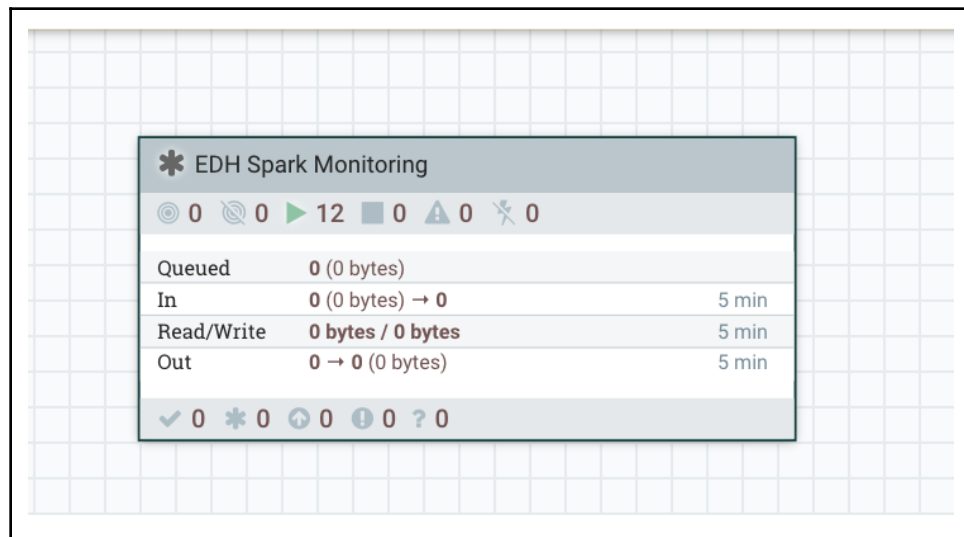 EDH Spark Monitoring
0 0 12 0 0 0
Queued 0 (0 bytes)
In 0 (0 bytes) → 0 5 min
Read/Write 0 bytes / 0 bytes 5 min
Out 0 → 0 (0 bytes) 5 min
0 0 0 0 ? 0